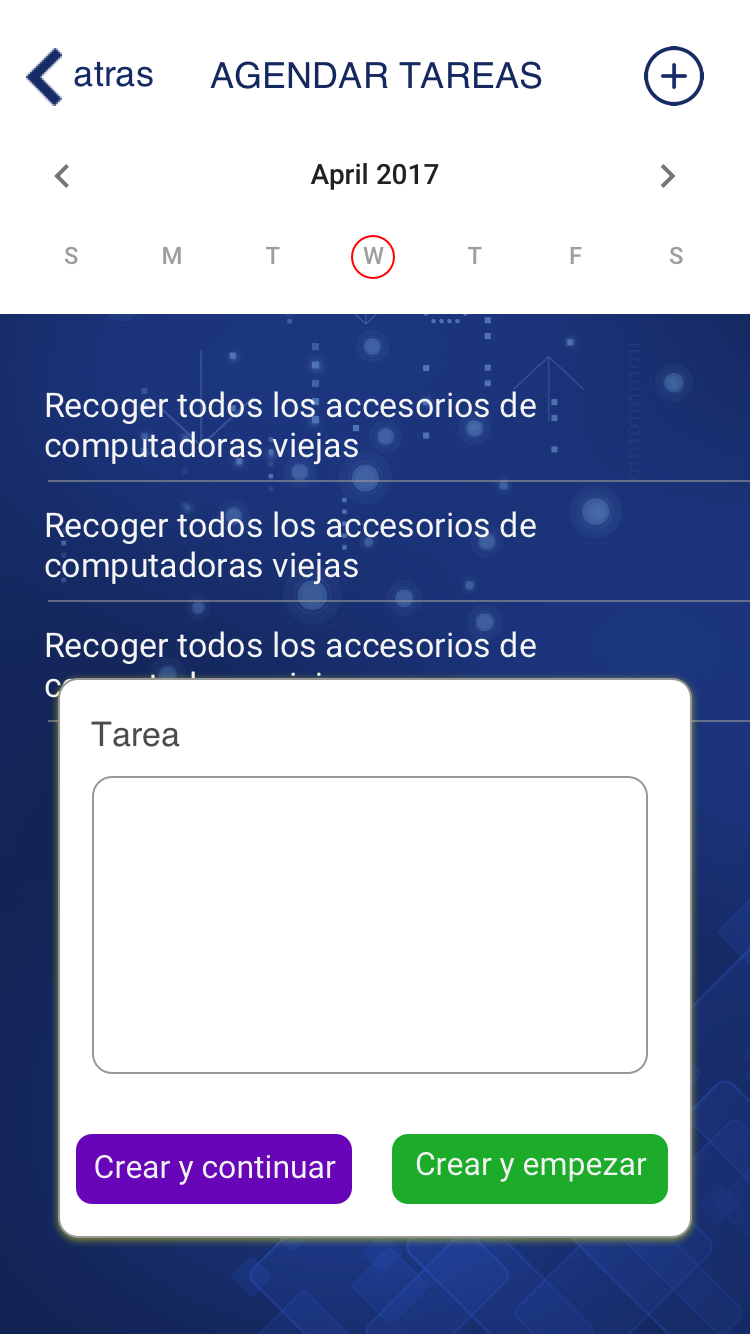 atras AGENDAR TAREAS
April 2017
S M T W T F S
Recoger todos los accesorios de
computadoras viejas
Recoger todos los accesorios de
computadoras viejas
Recoger todos los accesorios de
Tarea
Crear y continuar Crear y empezar